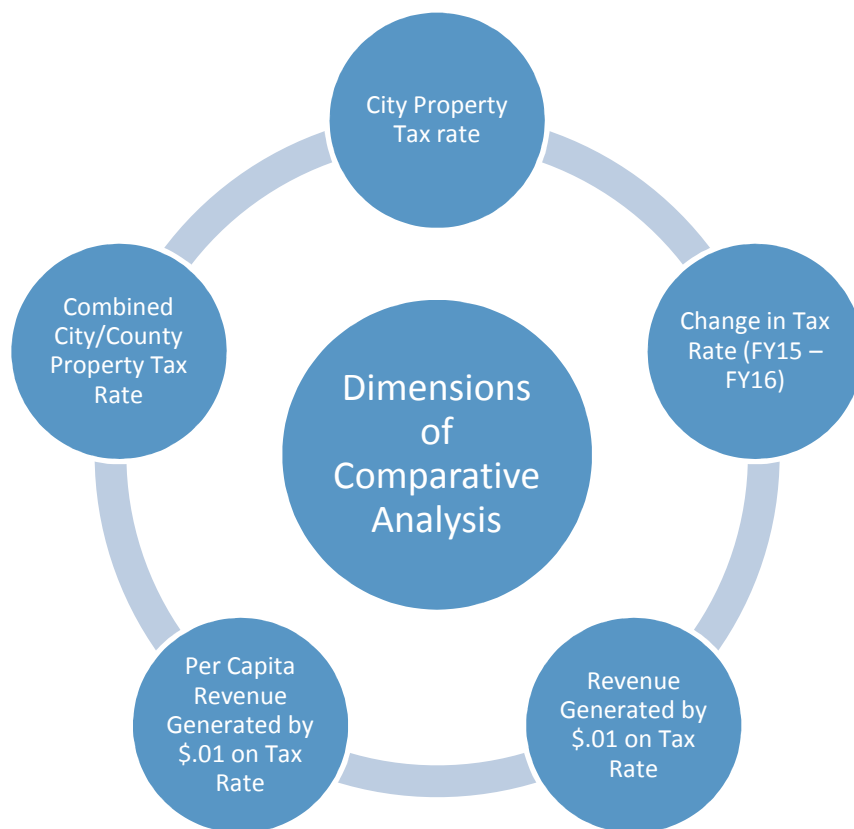 City Property
Tax rate
Change in Tax
Rate (FY15 –
FY16)
Revenue
Generated by
$.01 on Tax
Rate
Per Capita
Revenue
Generated by
$.01 on Tax
Rate
Combined
City/County
Property Tax
Rate
Dimensions
of
Comparative
Analysis